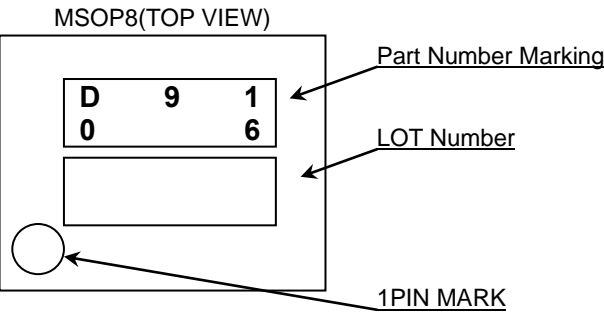 MSOP8(TOP VIEW)
Part Number Marking
D 9 1
0 6
LOT Number
1PIN MARK